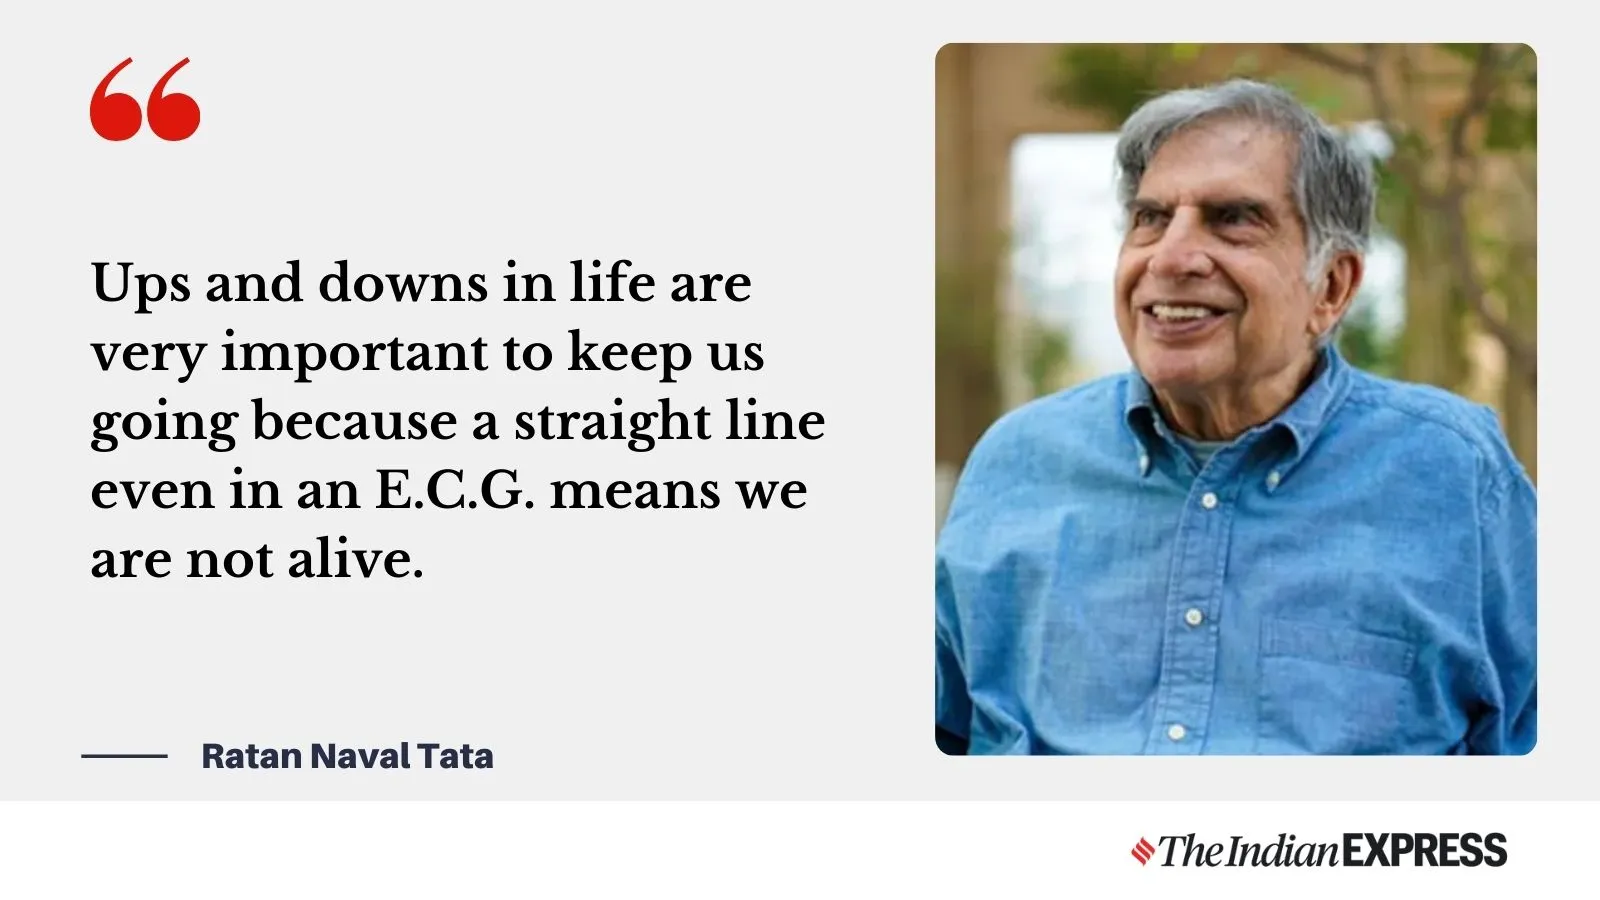 Ups and downs in life are
very important to keep us
going because a straight line
even in an E.C.G. means we
are not alive.
Ratan Naval Tata
The Indian EXPRESS